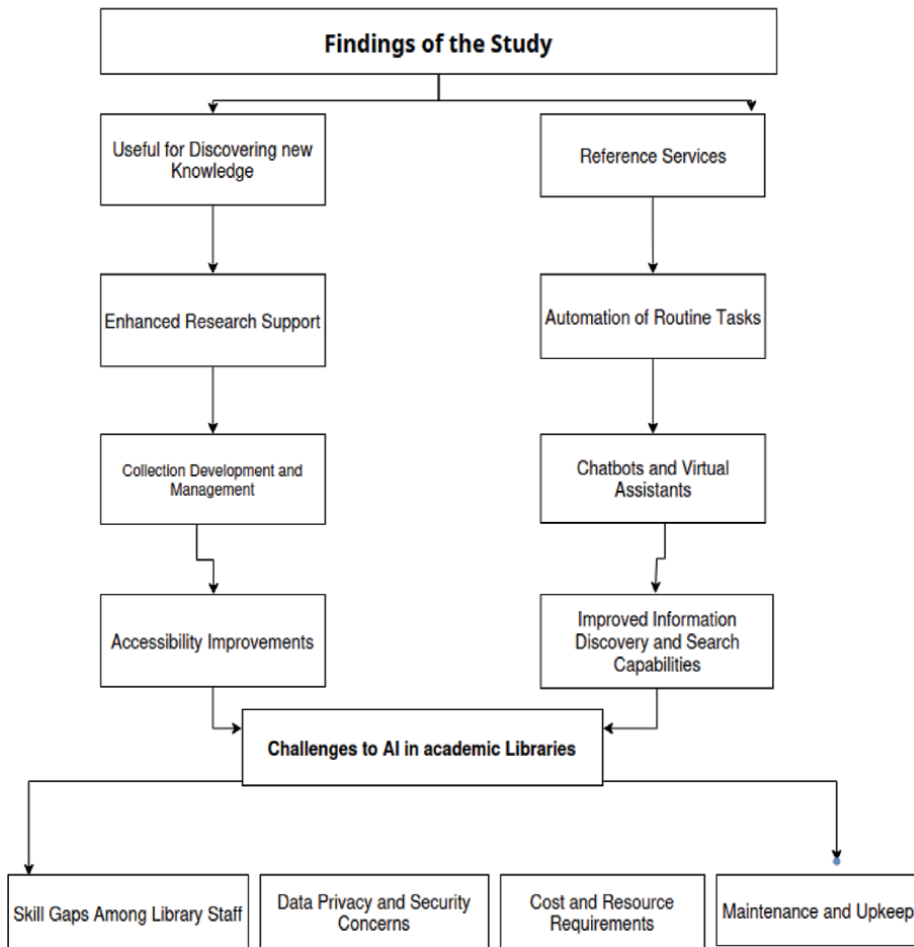 Findings of the Study
Useful for Discovering new
Knowledge
Reference Services
Enhanced Research Support
Automation of Routine Tasks
Collection Development and
Management
Chatbots and Virtual
Assistants
Accessibility Improvements
Improved Information
Discovery and Search
Capabilities
Challenges to AI in academic Libraries
Skill Gaps Among Library Staff
Data Privacy and Security
Concerns
Cost and Resource
Requirements
Maintenance and Upkeep